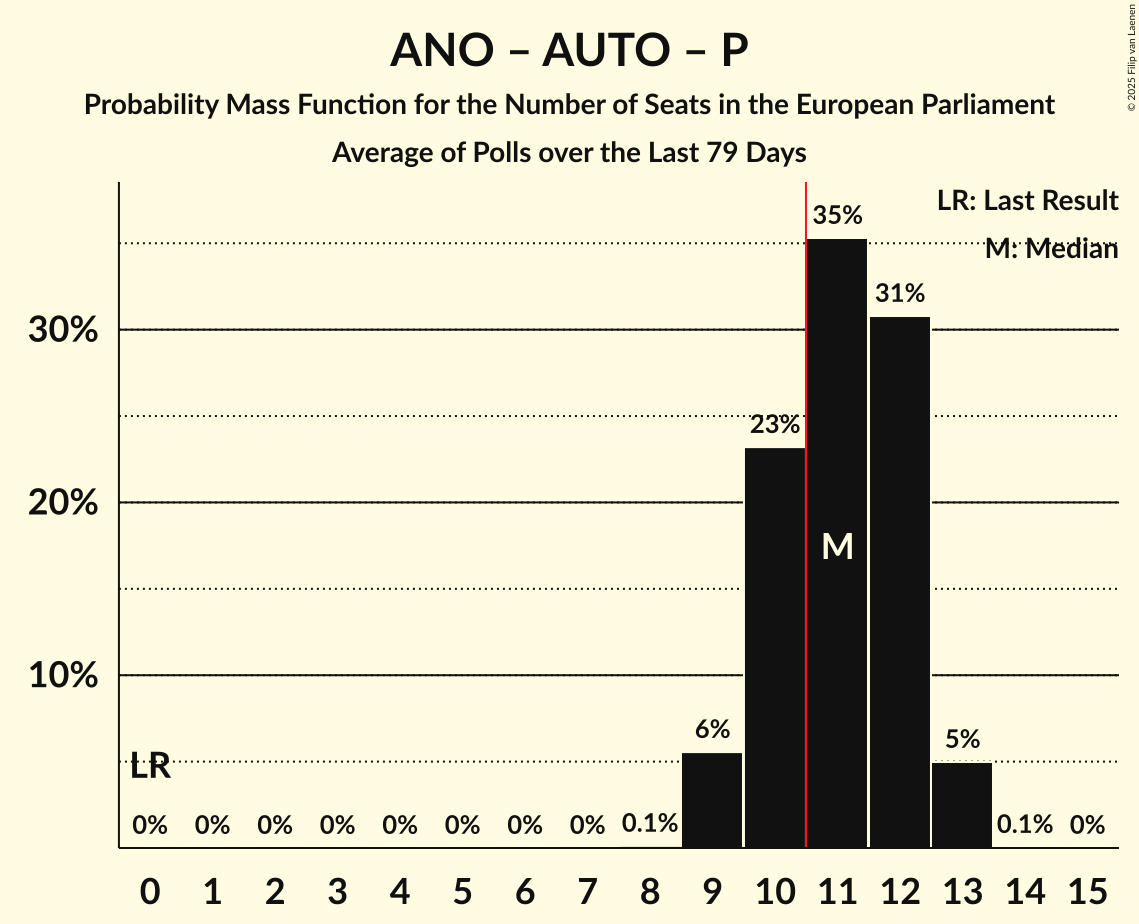 ANO – AUTO – P
Probability Mass Function for the Number of Seats in the European Parliament
Average of Polls over the Last 79 Days
© 2025 Filip van Laenen
LR: Last Result
M: Median
35%
31%
30%
23%
20%
M
10%
6%
5%
LR
0% 0% 0% 0% 0% 0% 0% 0% 0.1% 0.1% 0%
0 1 2 3 4 5 6 7 8 9 10 11 12 13 14 15